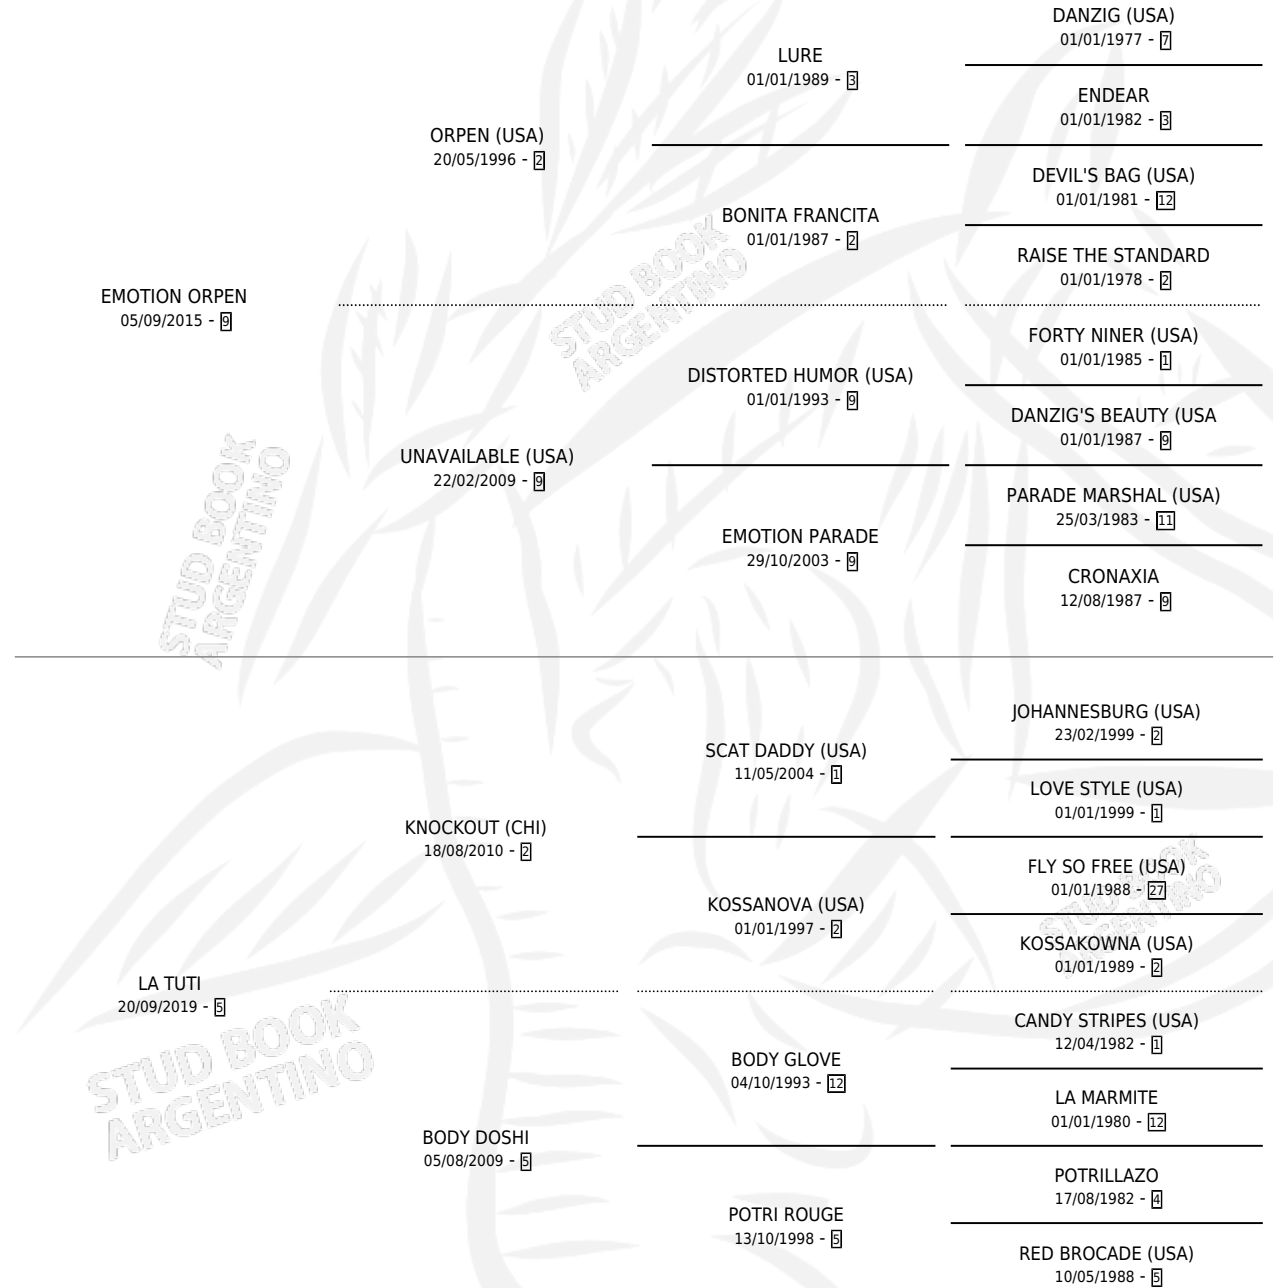 DANZIG (USA)
01/01/1977 - 7
LURE
01/01/1989 - 3
ENDEAR
01/01/1982 - 3
ORPEN (USA)
20/05/1996 - 2
DEVIL'S BAG (USA)
01/01/1981 - 12
BONITA FRANCITA
01/01/1987 - 2
RAISE THE STANDARD
01/01/1978 - 2
EMOTION ORPEN
05/09/2015 - 9
FORTY NINER (USA)
01/01/1985 - 1
DISTORTED HUMOR (USA)
01/01/1993 - 9
DANZIG'S BEAUTY (USA
01/01/1987 - 9
UNAVAILABLE (USA)
22/02/2009 - 9
PARADE MARSHAL (USA)
25/03/1983 - 11
EMOTION PARADE
29/10/2003 - 9
CRONAXIA
12/08/1987 - 9
JOHANNESBURG (USA)
23/02/1999 - 2
SCAT DADDY (USA)
11/05/2004 - 1
LOVE STYLE (USA)
01/01/1999 - 1
KNOCKOUT (CHI)
18/08/2010 - 2
FLY SO FREE (USA)
01/01/1988 - 27
KOSSANOVA (USA)
01/01/1997 - 2
KOSSAKOWNA (USA)
01/01/1989 - 2
LA TUTI
20/09/2019 - 5
CANDY STRIPES (USA)
12/04/1982 - 1
BODY GLOVE
04/10/1993 - 12
LA MARMITE
01/01/1980 - 12
BODY DOSHI
05/08/2009 - 5
POTRILLAZO
17/08/1982 - 4
POTRI ROUGE
13/10/1998 - 5
RED BROCADE (USA)
10/05/1988 - 5
STUD BOOK
ARGENTINO
STUD BOOK
ARGENTINO
STUD BOOK
ARGENTINO
STUD BOOK
ARGENTINO